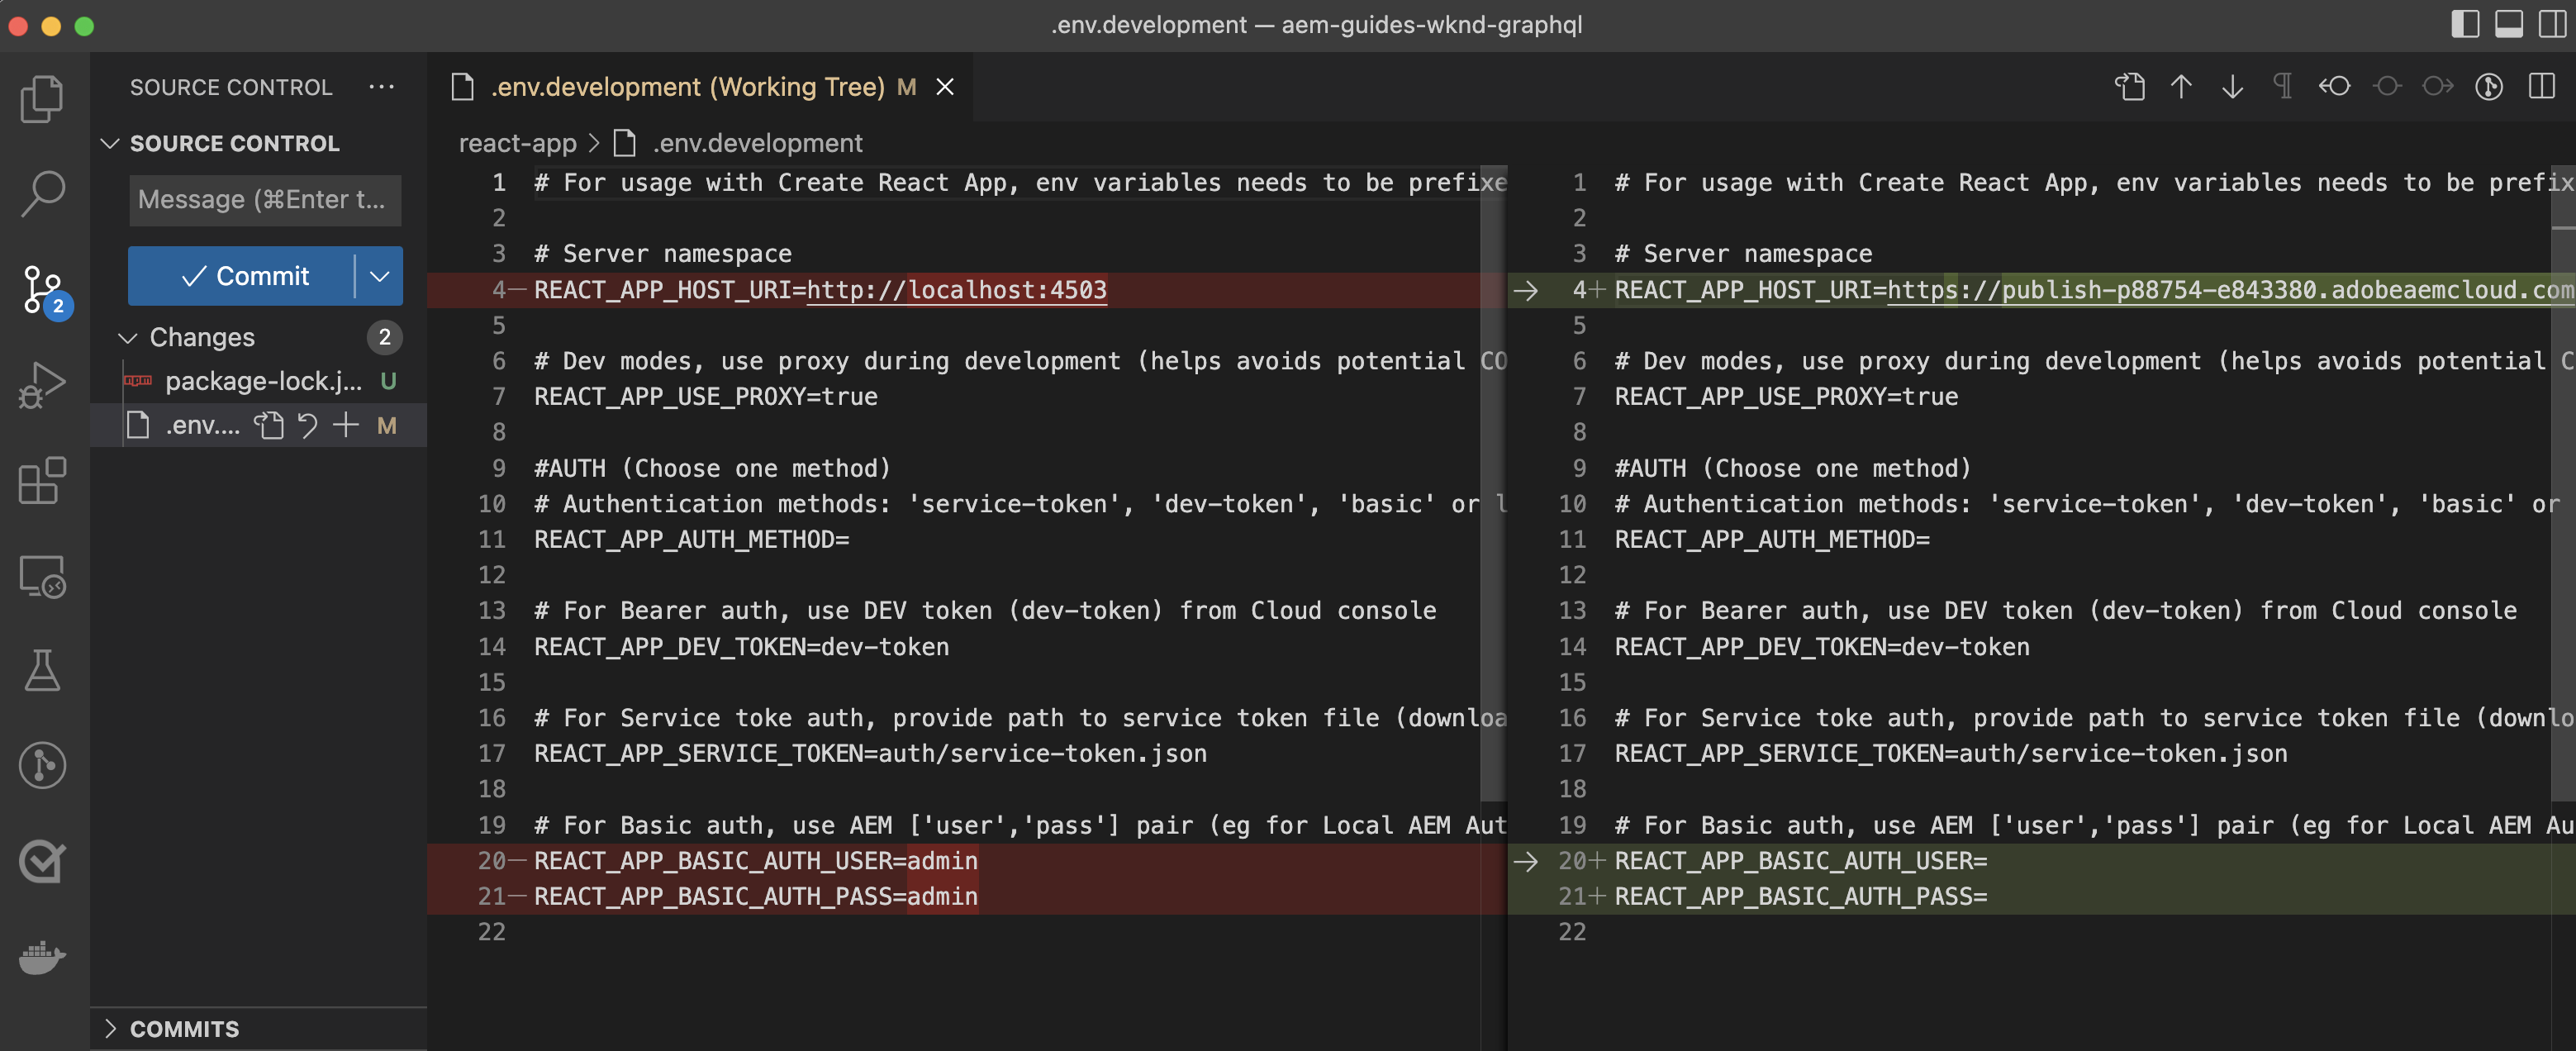 .env.development — aem-guides-wknd-graphql
SOURCE CONTROL ...
SOURCE CONTROL
Message (⌘Enter t...
Commit
2
Changes 2
package-lock.j... U
.env.... M
COMMITS
.env.development (Working Tree) M
react-app > .env.development
1 # For usage with Create React App, env variables needs to be prefixe
2
3 # Server namespace
4— REACT_APP_HOST_URI=http://localhost:4503
5
6 # Dev modes, use proxy during development (helps avoids potential CO
7 REACT_APP_USE_PROXY=true
8
9 #AUTH (Choose one method)
10 # Authentication methods: 'service-token', 'dev-token', 'basic' or l
11 REACT_APP_AUTH_METHOD=
12
13 # For Bearer auth, use DEV token (dev-token) from Cloud console
14 REACT_APP_DEV_TOKEN=dev-token
15
16 # For Service toke auth, provide path to service token file (downloa
17 REACT_APP_SERVICE_TOKEN=auth/service-token.json
18
19 # For Basic auth, use AEM ['user','pass'] pair (eg for Local AEM Aut
20— REACT_APP_BASIC_AUTH_USER=admin
21— REACT_APP_BASIC_AUTH_PASS=admin
22
1 # For usage with Create React App, env variables needs to be prefix
2
3 # Server namespace
4+ REACT_APP_HOST_URI=https://publish-p88754-e843380.adobeaemcloud.com
5
6 # Dev modes, use proxy during development (helps avoids potential C
7 REACT_APP_USE_PROXY=true
8
9 #AUTH (Choose one method)
10 # Authentication methods: 'service-token', 'dev-token', 'basic' or
11 REACT_APP_AUTH_METHOD=
12
13 # For Bearer auth, use DEV token (dev-token) from Cloud console
14 REACT_APP_DEV_TOKEN=dev-token
15
16 # For Service toke auth, provide path to service token file (downlo
17 REACT_APP_SERVICE_TOKEN=auth/service-token.json
18
19 # For Basic auth, use AEM ['user','pass'] pair (eg for Local AEM Au
20+ REACT_APP_BASIC_AUTH_USER=
21+ REACT_APP_BASIC_AUTH_PASS=
22